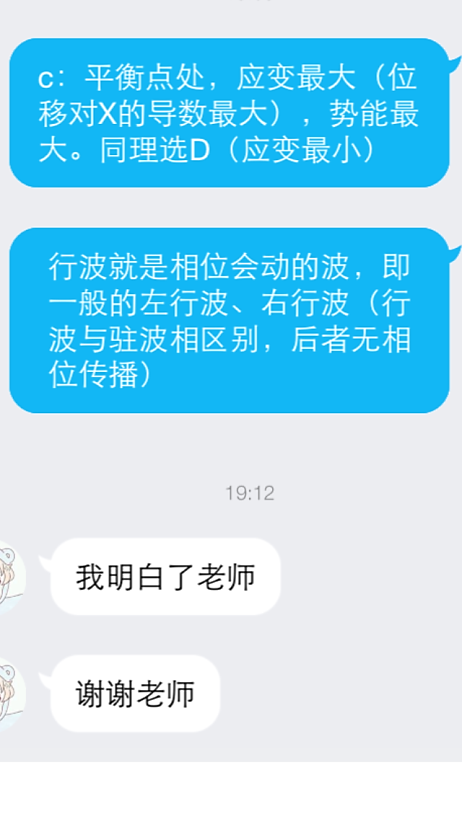 c：平衡点处，应变最大（位
移对X的导数最大），势能最
大。同理选D（应变最小）
行波就是相位会动的波，即
一般的左行波、右行波（行
波与驻波相区别，后者无相
位传播）
19:12
我明白了老师
谢谢老师